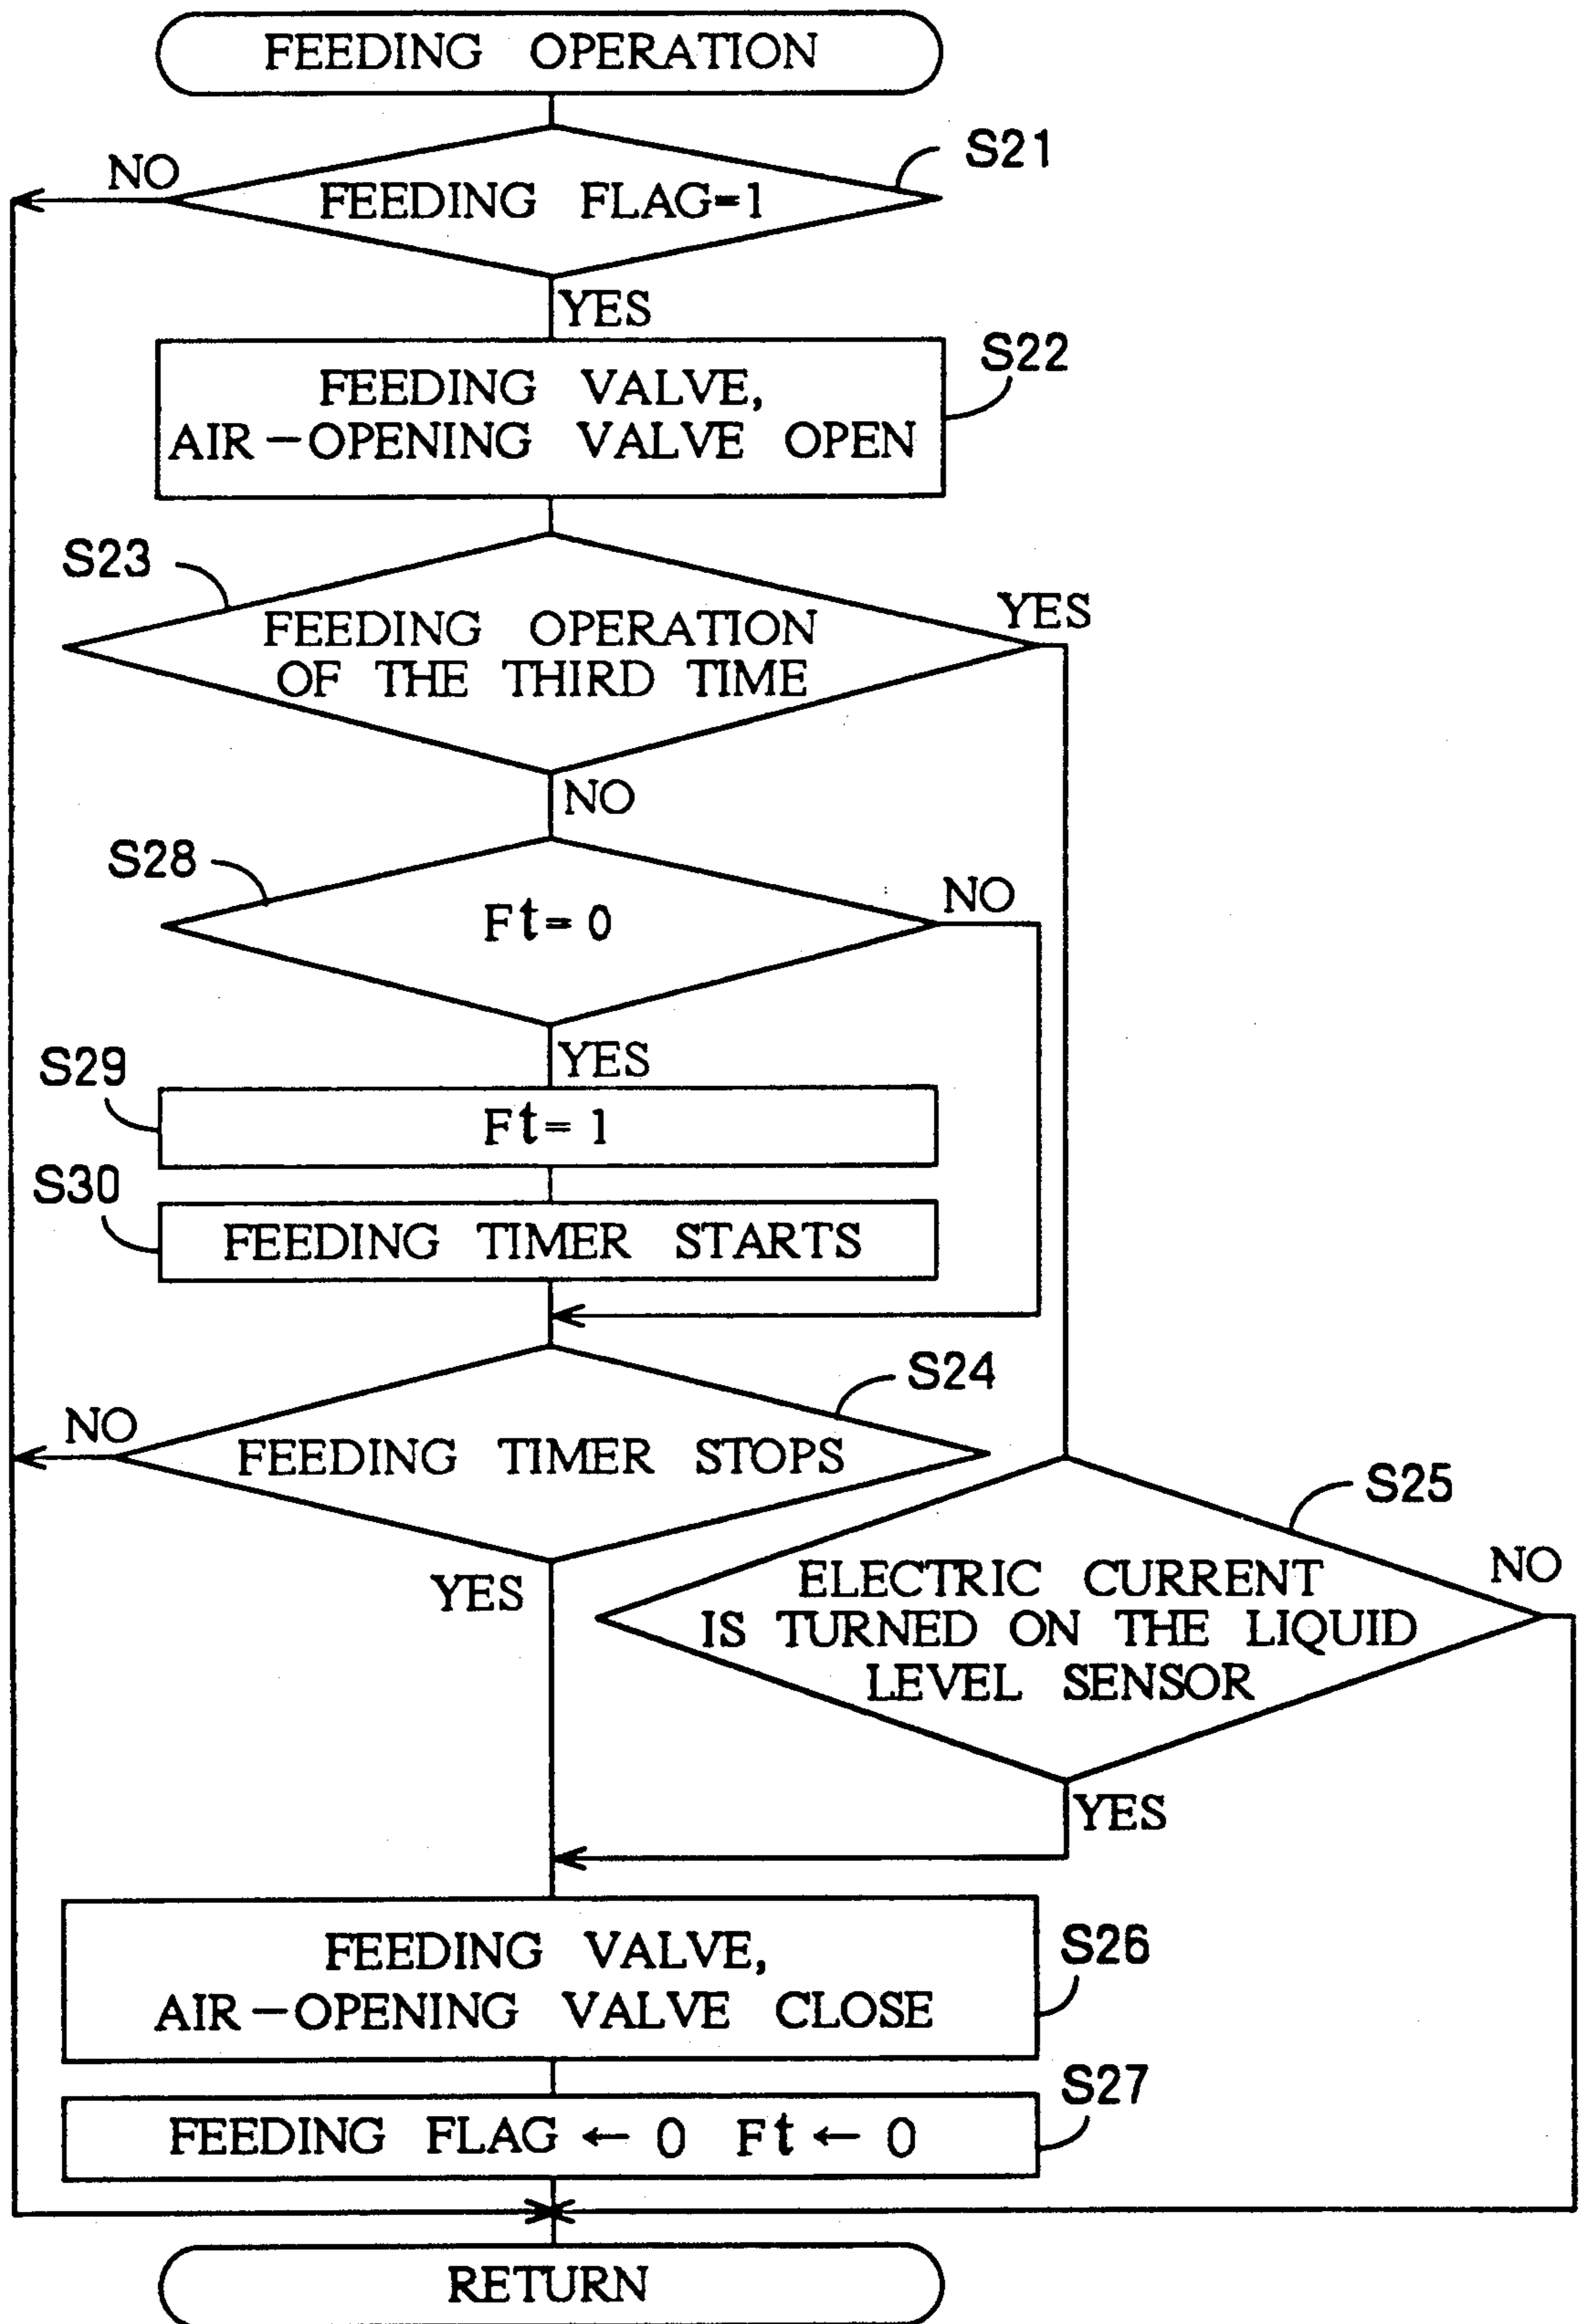 FEEDING OPERATION
S21
NO
FEEDING FLAG=1
YES
S22
FEEDING VALVE,
AIR-OPENING VALVE OPEN
S23
YES
FEEDING OPERATION
OF THE THIRD TIME
NO
S28
NO
Ft=0
YES
S29
Ft=1
S30
FEEDING TIMER STARTS
S24
NO
FEEDING TIMER STOPS
S25
YES
NO
ELECTRIC CURRENT
IS TURNED ON THE LIQUID
LEVEL SENSOR
YES
FEEDING VALVE,
AIR-OPENING VALVE CLOSE
S26
S27
FEEDING FLAG ← 0 Ft ← 0
RETURN